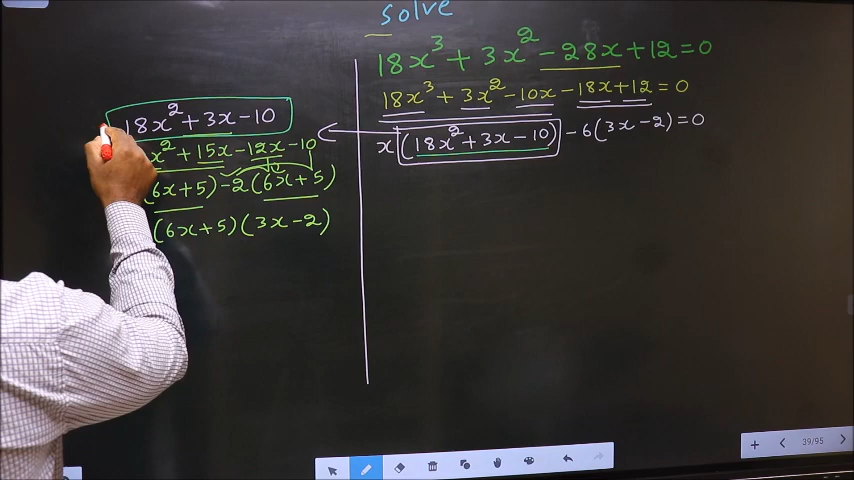 solve
18x³ + 3x² - 28x + 12 = 0
18x³ + 3x² - 10x - 18x + 12 = 0
x (18x² + 3x - 10) - 6(3x - 2) = 0
18x² + 3x - 10
x² + 15x - 12x - 10
(6x + 5) - 2 (6x + 5)
(6x + 5) (3x - 2)
39/95